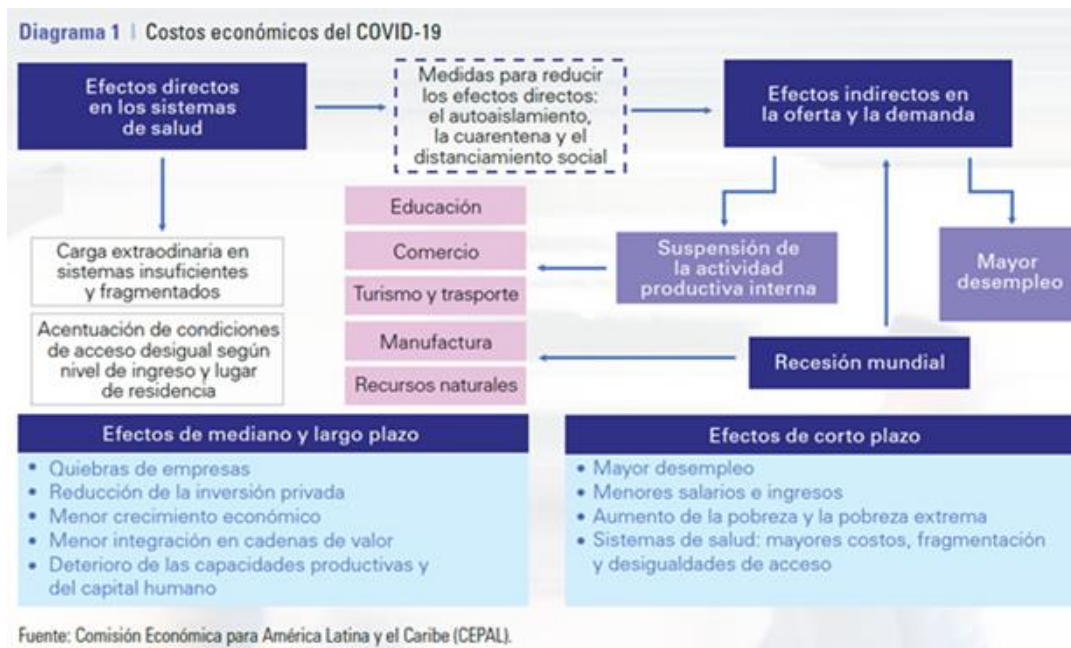 Diagrama 1 | Costos económicos del COVID-19
Efectos directos
en los sistemas
de salud
Medidas para reducir
los efectos directos:
el autoaislamiento,
la cuarentena y el
distanciamiento social
Efectos indirectos en
la oferta y la demanda
Carga extraodinaria en
sistemas insuficientes
y fragmentados
Acentuación de condiciones
de acceso desigual según
nivel de ingreso y lugar
de residencia
Educación
Comercio
Turismo y trasporte
Manufactura
Recursos naturales
Suspensión de
la actividad
productiva interna
Mayor
desempleo
Recesión mundial
Efectos de mediano y largo plazo
• Quiebras de empresas
• Reducción de la inversión privada
• Menor crecimiento económico
• Menor integración en cadenas de valor
• Deterioro de las capacidades productivas y
del capital humano
Efectos de corto plazo
• Mayor desempleo
• Menores salarios e ingresos
• Aumento de la pobreza y la pobreza extrema
• Sistemas de salud: mayores costos, fragmentación
y desigualdades de acceso
Fuente: Comisión Económica para América Latina y el Caribe (CEPAL).